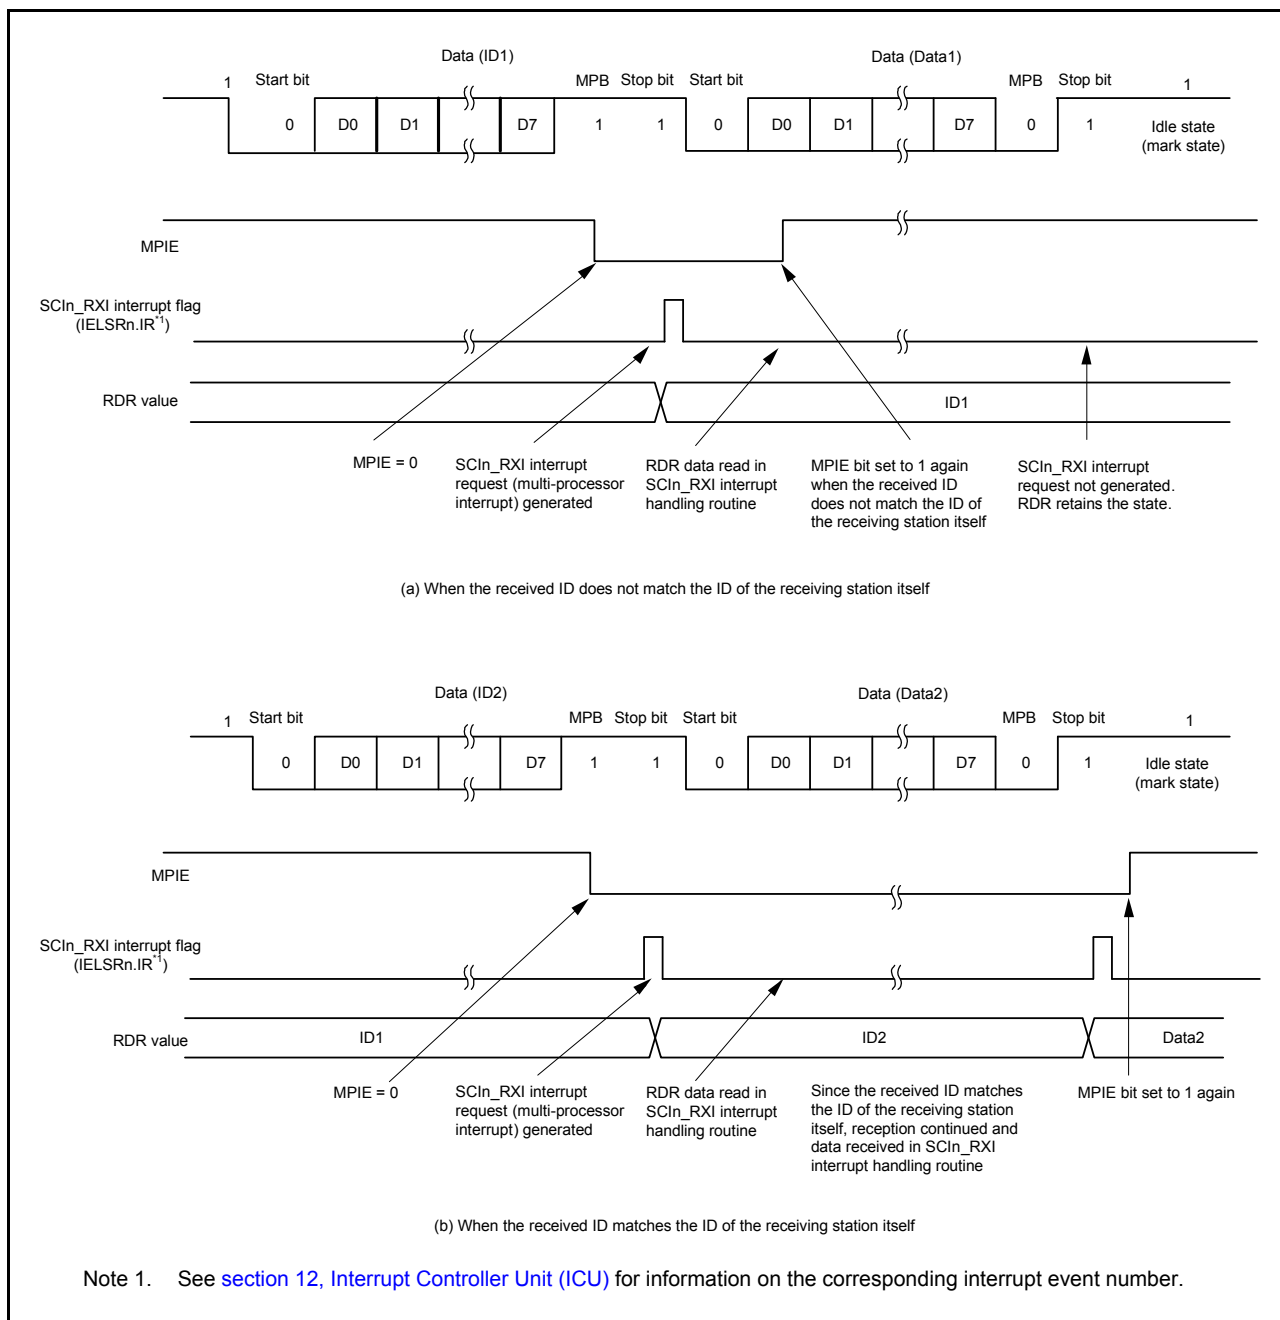 Data (ID1) Data (Data1)
1 Start bit MPB Stop bit Start bit MPB Stop bit 1
0 D0 D1 D7 1 1 0 D0 D1 D7 0 1 Idle state
(mark state)
MPIE
SCIn_RXI interrupt flag
(IELSRn.IR*1)
RDR value ID1
MPIE = 0
SCIn_RXI interrupt
request (multi-processor
interrupt) generated
RDR data read in
SCIn_RXI interrupt
handling routine
MPIE bit set to 1 again
when the received ID
does not match the ID of
the receiving station itself
SCIn_RXI interrupt
request not generated.
RDR retains the state.
(a) When the received ID does not match the ID of the receiving station itself
Data (ID2) Data (Data2)
1 Start bit MPB Stop bit Start bit MPB Stop bit 1
0 D0 D1 D7 1 1 0 D0 D1 D7 0 1 Idle state
(mark state)
MPIE
SCIn_RXI interrupt flag
(IELSRn.IR*1)
RDR value ID1 ID2 Data2
MPIE = 0
SCIn_RXI interrupt
request (multi-processor
interrupt) generated
RDR data read in
SCIn_RXI interrupt
handling routine
Since the received ID matches
the ID of the receiving station
itself, reception continued and
data received in SCIn_RXI
interrupt handling routine
MPIE bit set to 1 again
(b) When the received ID matches the ID of the receiving station itself
Note 1. See section 12, Interrupt Controller Unit (ICU) for information on the corresponding interrupt event number.